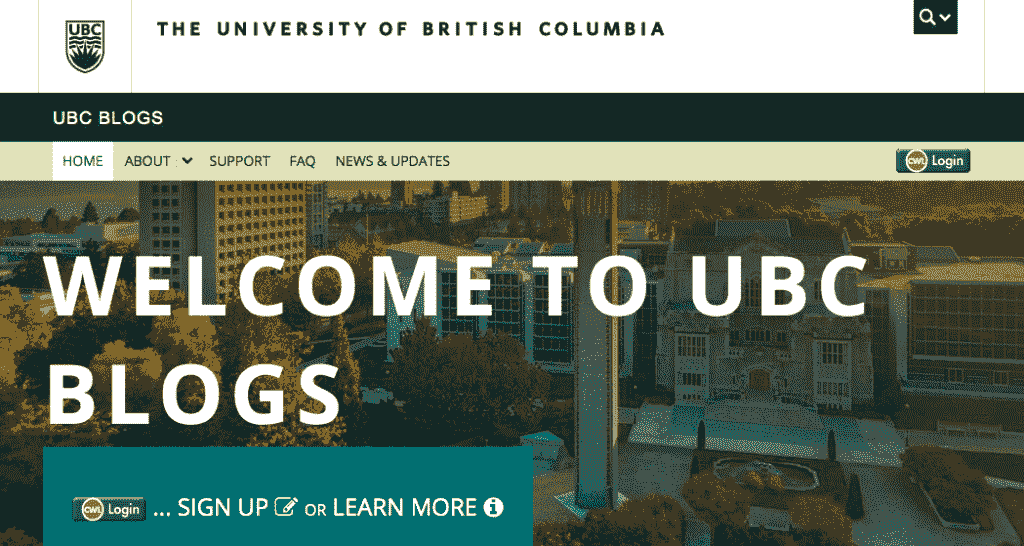 UBC
THE UNIVERSITY OF BRITISH COLUMBIA
UBC BLOGS
HOME ABOUT SUPPORT FAQ NEWS & UPDATES CWL Login
WELCOME TO UBC
BLOGS
CWL Login ... SIGN UP OR LEARN MORE